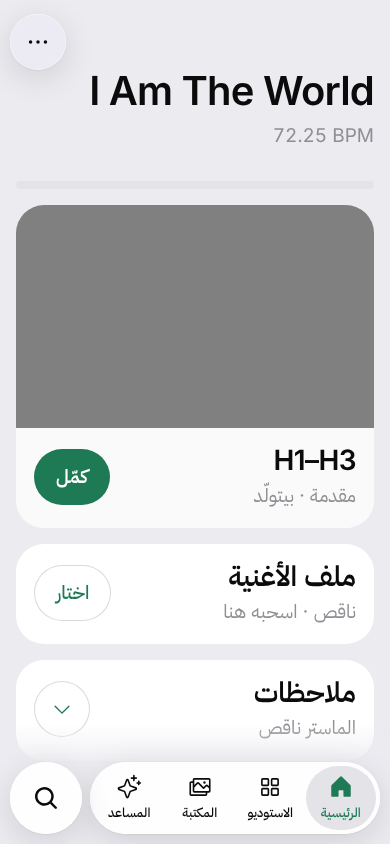 I Am The World
72.25 BPM
H1–H3
مقدمة · بيتولّد
كمّل
ملف الأغنية
ناقص · اسحبه هنا
اختار
ملاحظات
الماستر ناقص
الرئيسية
الاستوديو
المكتبة
المساعد